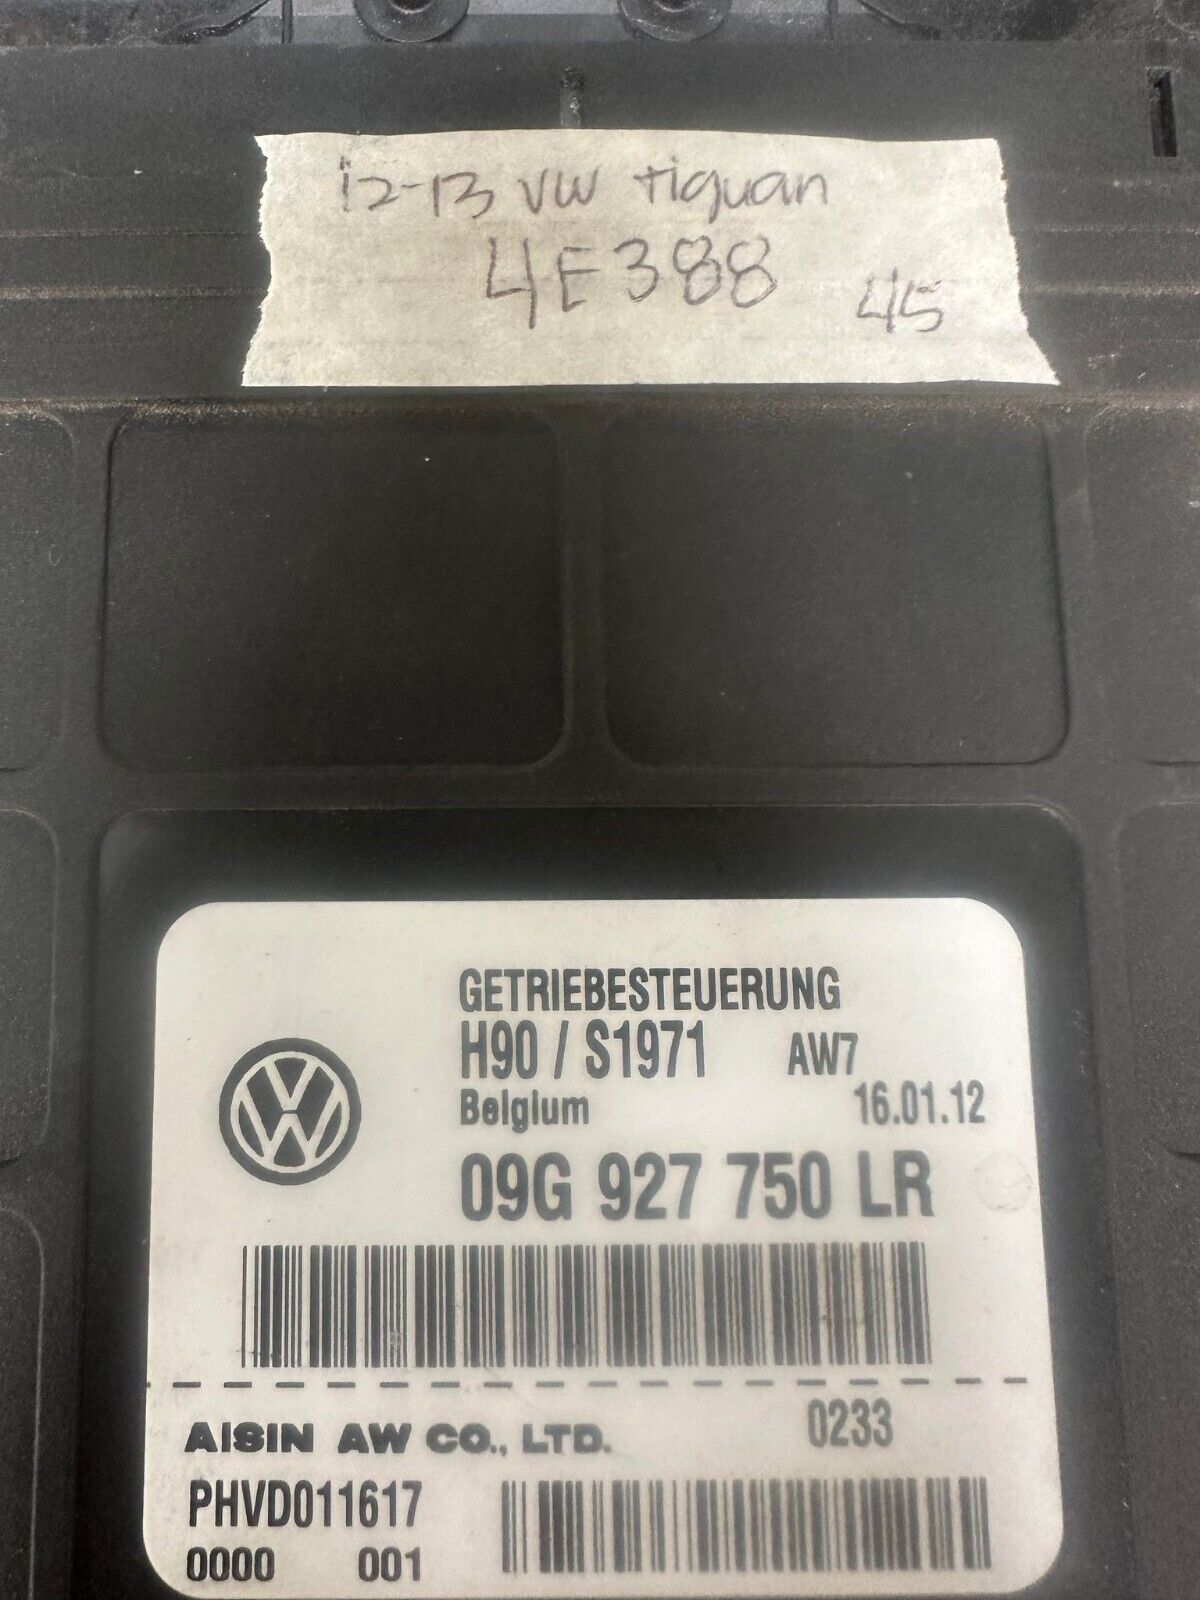 12-13 VW tiguan
4E388 45
GETRIEBESTEUERUNG
H90 / S1971 AW7
Belgium 16.01.12
09G 927 750 LR
AISIN AW CO., LTD. 0233
PHVD011617
0000 001